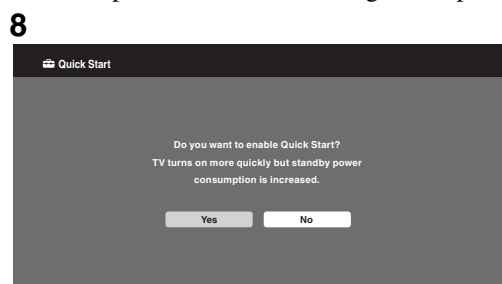 8
Quick Start
Do you want to enable Quick Start?
TV turns on more quickly but standby power
consumption is increased.
Yes
No